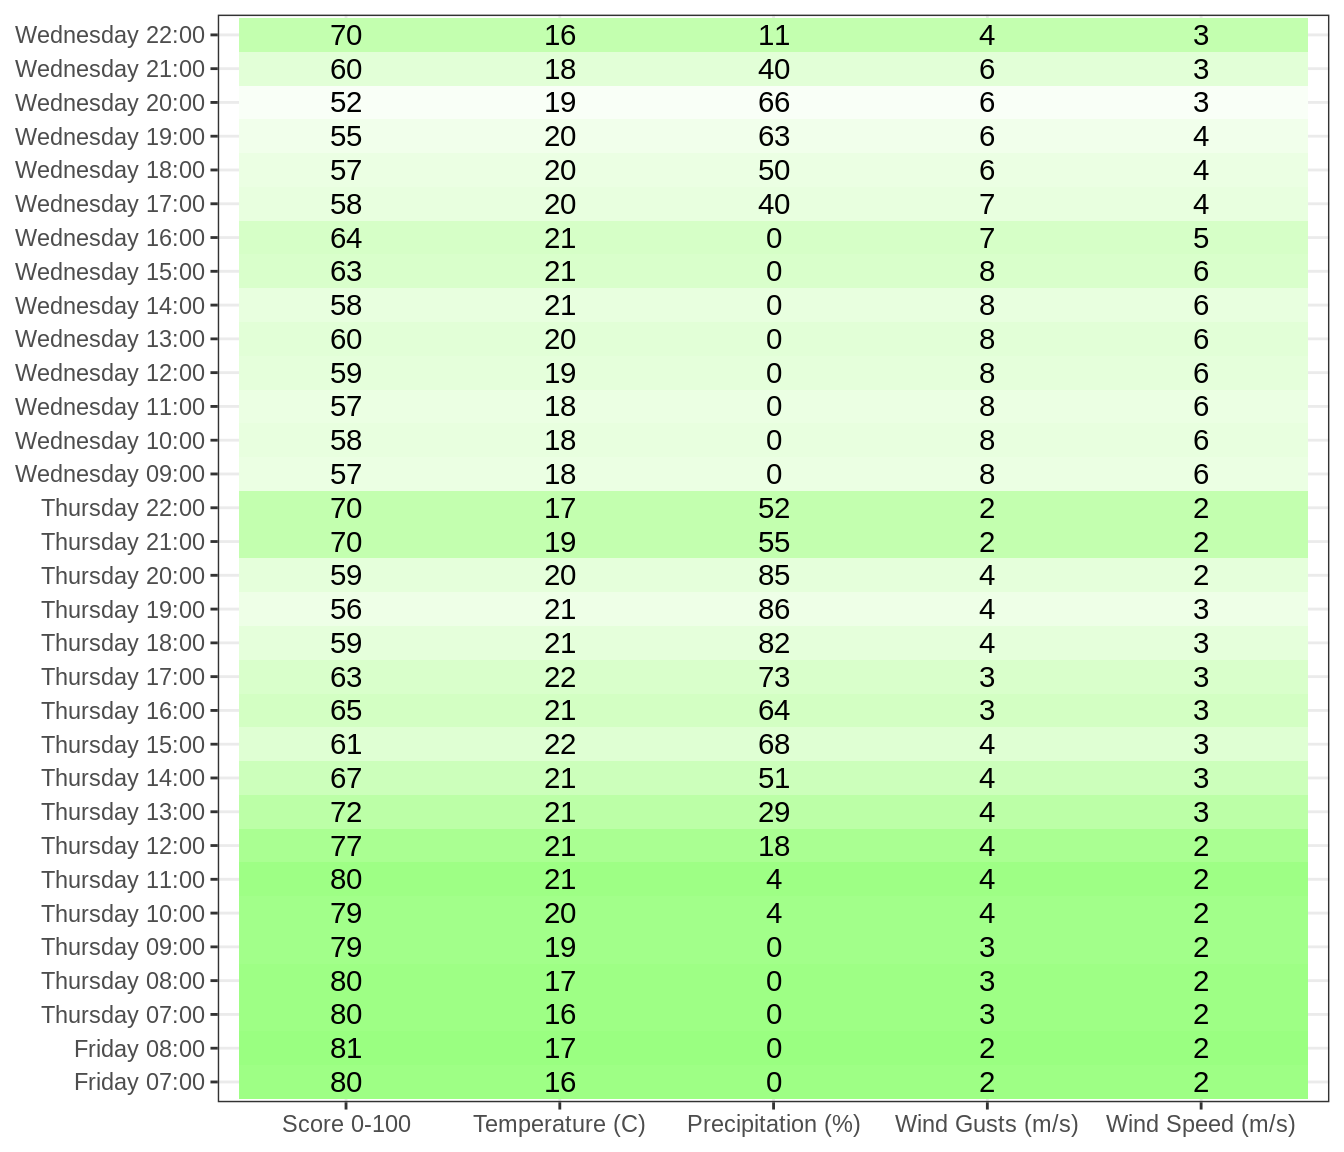 Wednesday 22:00 70 16 11 4 3
Wednesday 21:00 60 18 40 6 3
Wednesday 20:00 52 19 66 6 3
Wednesday 19:00 55 20 63 6 4
Wednesday 18:00 57 20 50 6 4
Wednesday 17:00 58 20 40 7 4
Wednesday 16:00 64 21 0 7 5
Wednesday 15:00 63 21 0 8 6
Wednesday 14:00 58 21 0 8 6
Wednesday 13:00 60 20 0 8 6
Wednesday 12:00 59 19 0 8 6
Wednesday 11:00 57 18 0 8 6
Wednesday 10:00 58 18 0 8 6
Wednesday 09:00 57 18 0 8 6
Thursday 22:00 70 17 52 2 2
Thursday 21:00 70 19 55 2 2
Thursday 20:00 59 20 85 4 2
Thursday 19:00 56 21 86 4 3
Thursday 18:00 59 21 82 4 3
Thursday 17:00 63 22 73 3 3
Thursday 16:00 65 21 64 3 3
Thursday 15:00 61 22 68 4 3
Thursday 14:00 67 21 51 4 3
Thursday 13:00 72 21 29 4 3
Thursday 12:00 77 21 18 4 2
Thursday 11:00 80 21 4 4 2
Thursday 10:00 79 20 4 4 2
Thursday 09:00 79 19 0 3 2
Thursday 08:00 80 17 0 3 2
Thursday 07:00 80 16 0 3 2
Friday 08:00 81 17 0 2 2
Friday 07:00 80 16 0 2 2
Score 0-100 Temperature (C) Precipitation (%) Wind Gusts (m/s) Wind Speed (m/s)